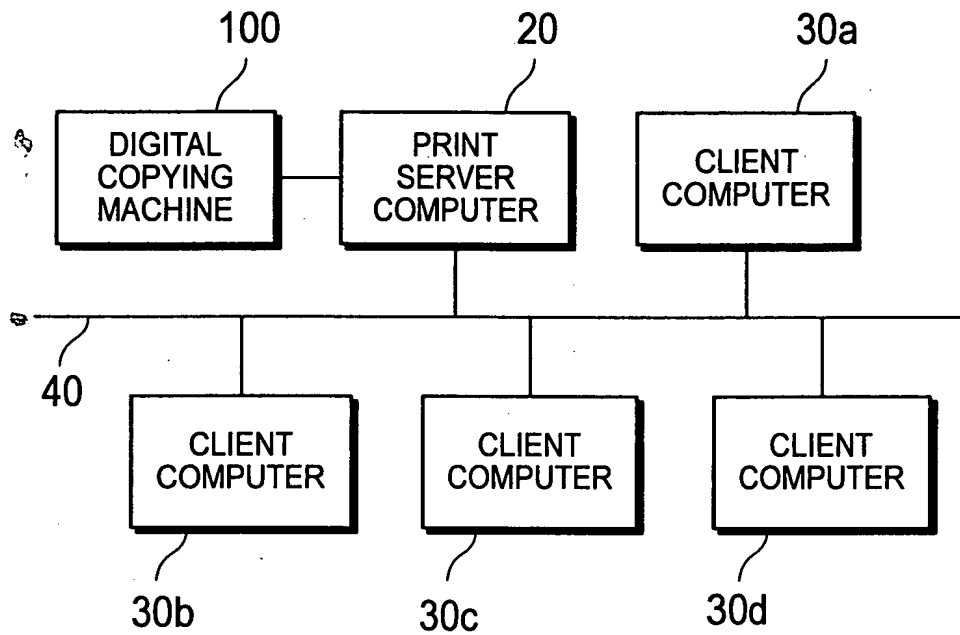 100
20
30a
DIGITAL
COPYING
MACHINE
PRINT
SERVER
COMPUTER
CLIENT
COMPUTER
40
CLIENT
COMPUTER
CLIENT
COMPUTER
CLIENT
COMPUTER
30b
30c
30d